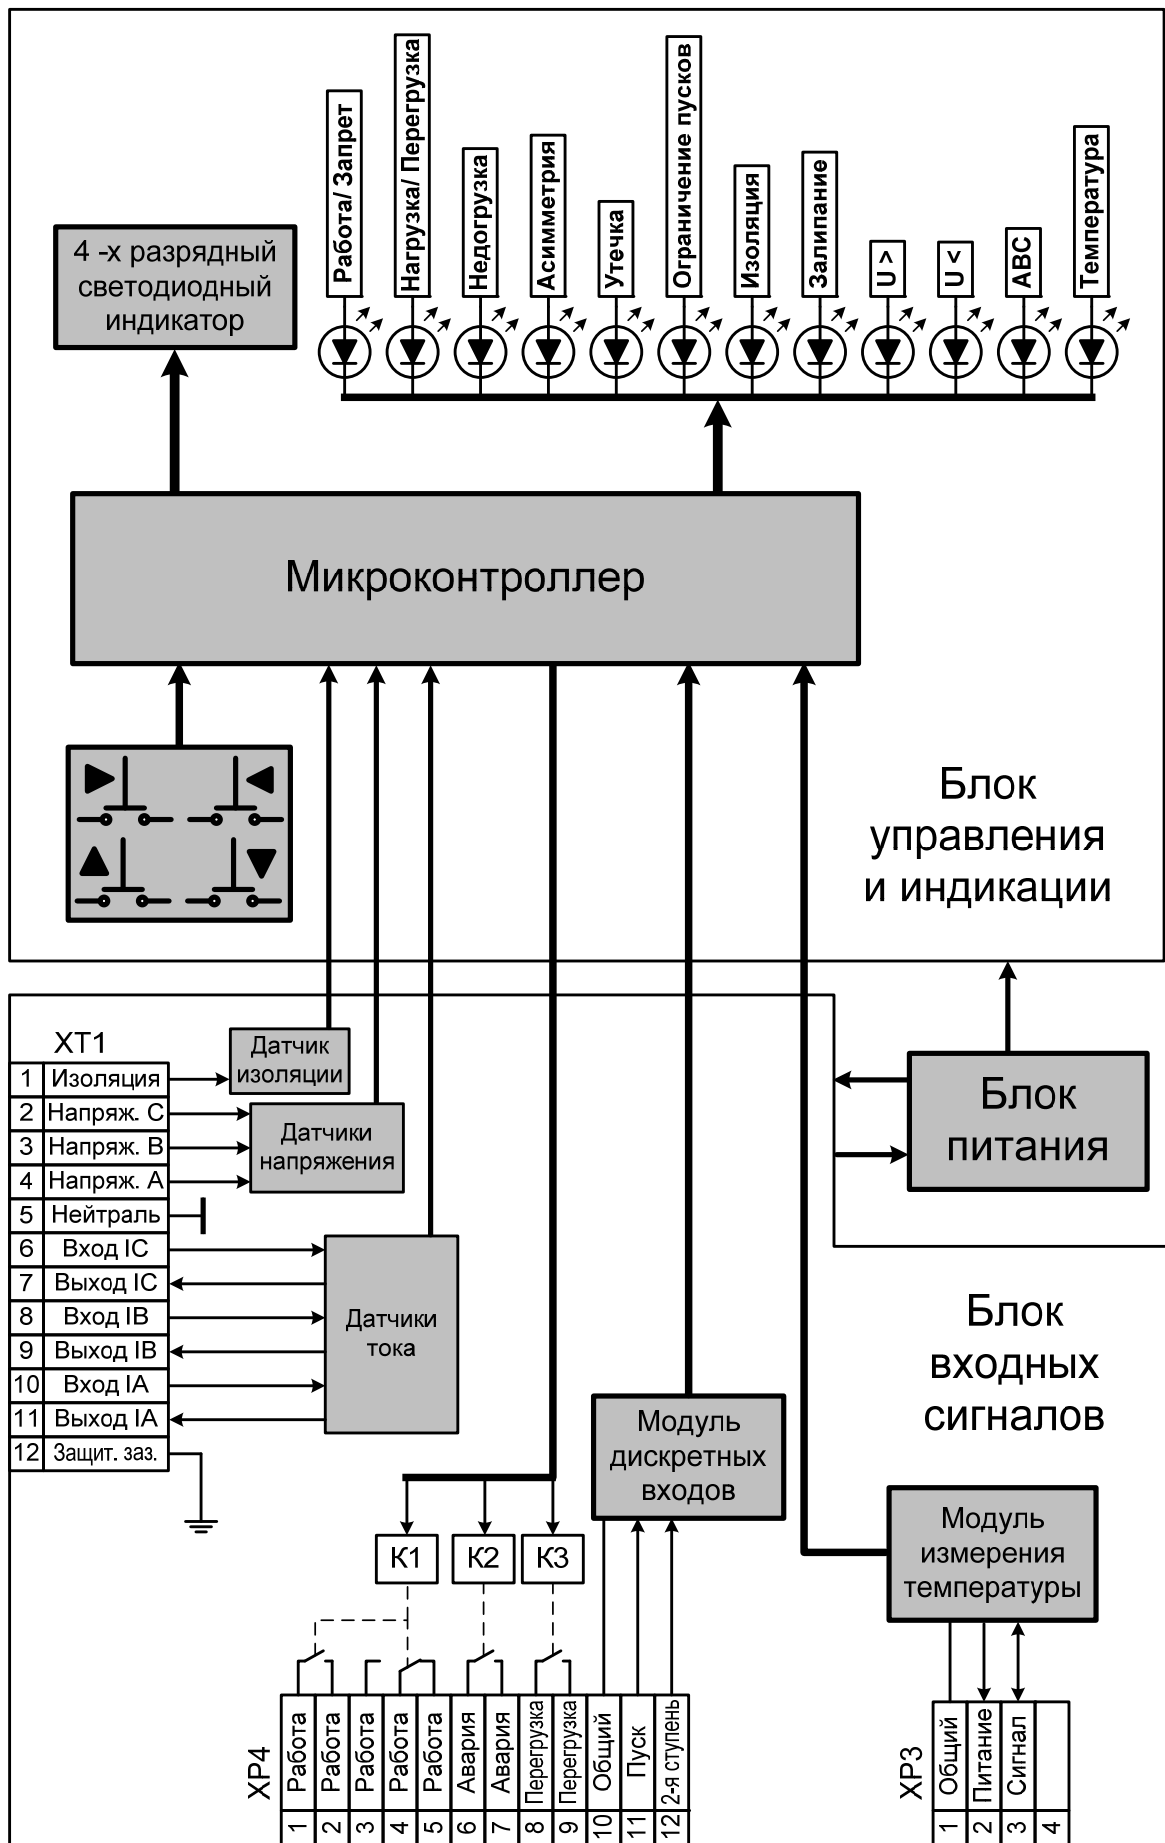 Работа/ Запрет
Нагрузка/ Перегрузка
Недогрузка
Асимметрия
Утечка
Ограничение пусков
Изоляция
Залипание
U >
U <
АВС
Температура
4 -х разрядный
светодиодный
индикатор
Микроконтроллер
Блок
управления
и индикации
XT1
1 Изоляция
2 Напряж. С
3 Напряж. В
4 Напряж. А
5 Нейтраль
6 Вход IC
7 Выход IC
8 Вход IB
9 Выход IB
10 Вход IA
11 Выход IA
12 Защит. заз.
Датчик
изоляции
Датчики
напряжения
Датчики
тока
Блок
питания
Блок
входных
сигналов
Модуль
дискретных
входов
Модуль
измерения
температуры
К1
К2
К3
XP4
1 Работа
2 Работа
3 Работа
4 Работа
5 Работа
6 Авария
7 Авария
8 Перегрузка
9 Перегрузка
10 Общий
11 Пуск
12 2-я ступень
XP3
1 Общий
2 Питание
3 Сигнал
4